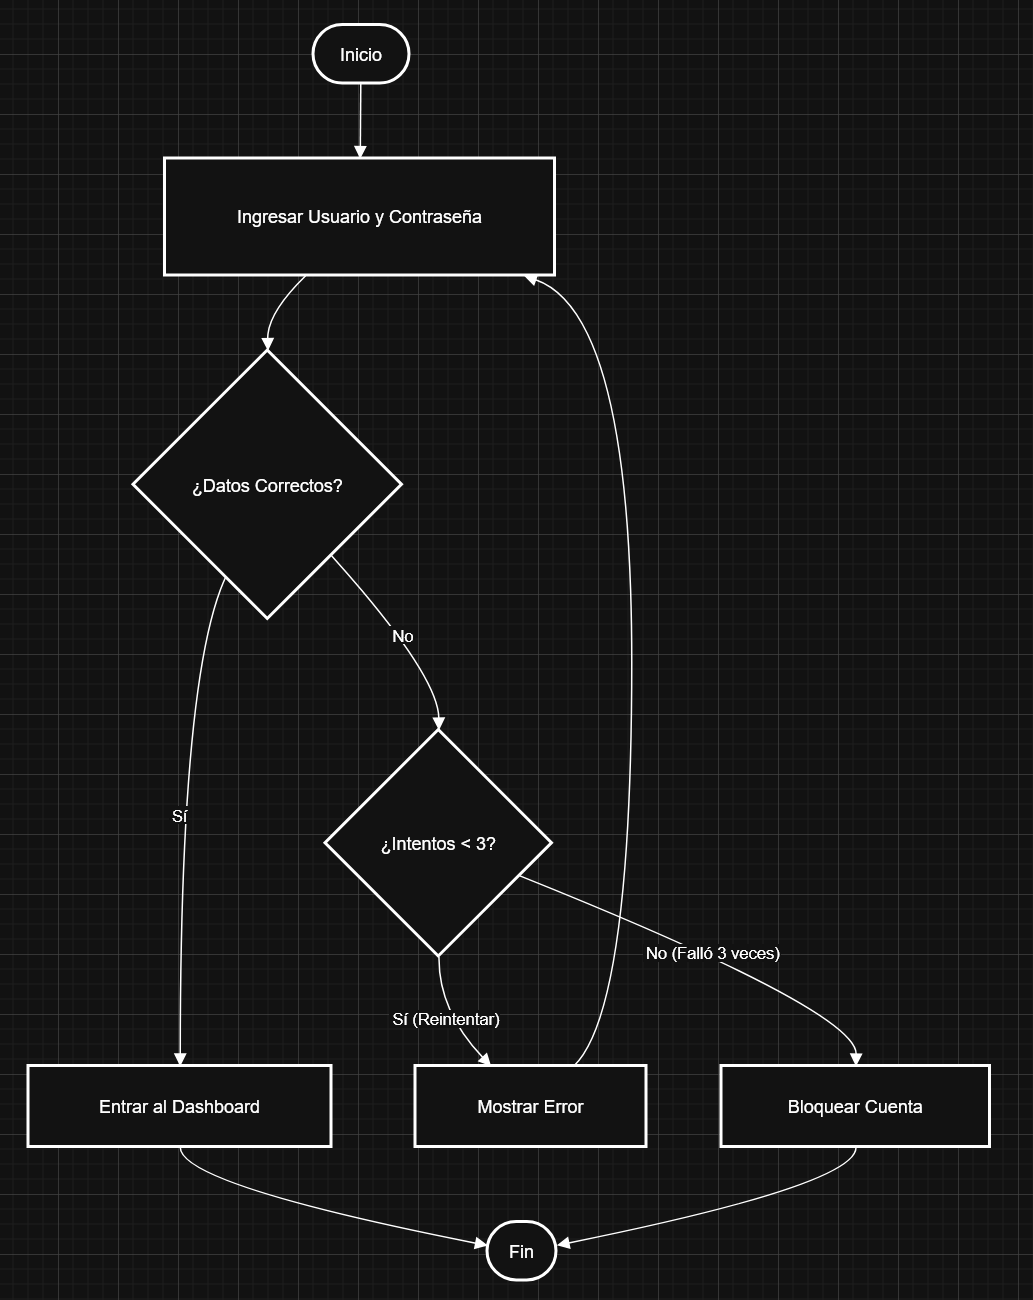 Inicio
Ingresar Usuario y Contraseña
¿Datos Correctos?
No
Sí
¿Intentos < 3?
No (Falló 3 veces)
Sí (Reintentar)
Entrar al Dashboard
Mostrar Error
Bloquear Cuenta
Fin